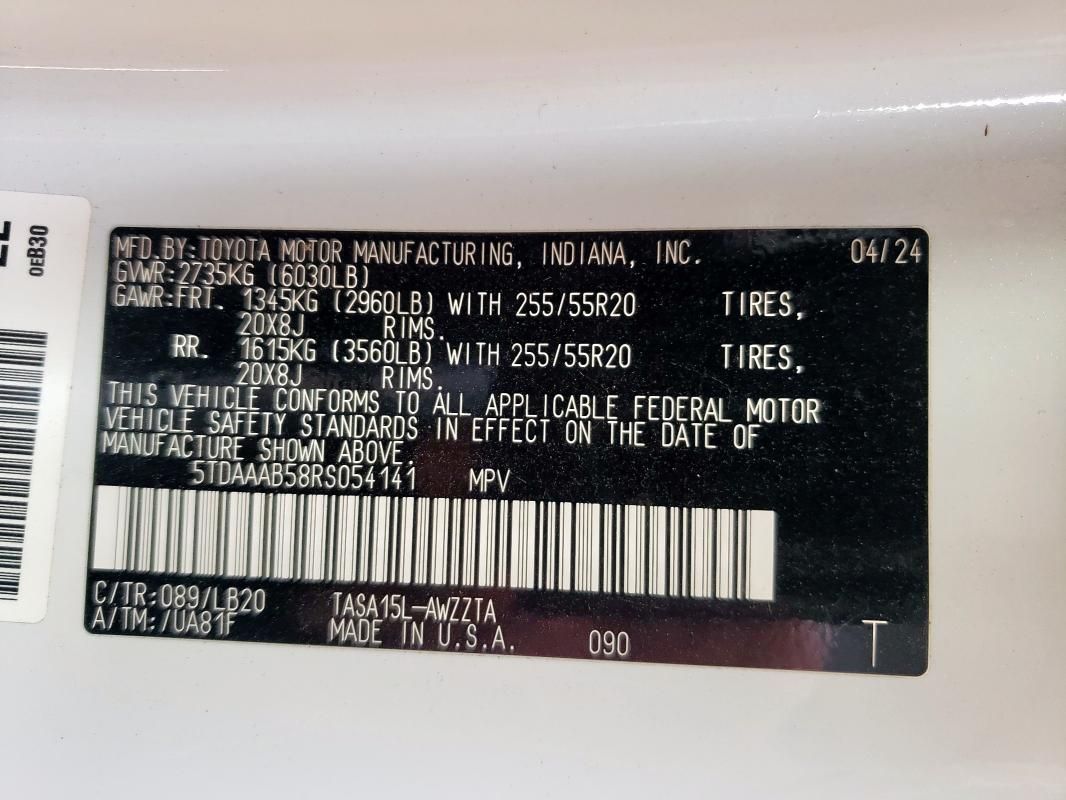 0EB30
MFD.BY:TOYOTA MOTOR MANUFACTURING, INDIANA, INC. 04/24
GVWR:2735KG (6030LB)
GAWR:FRT. 1345KG (2960LB) WITH 255/55R20 TIRES,
20X8J RIMS.
RR. 1615KG (3560LB) WITH 255/55R20 TIRES,
20X8J RIMS.
THIS VEHICLE CONFORMS TO ALL APPLICABLE FEDERAL MOTOR
VEHICLE SAFETY STANDARDS IN EFFECT ON THE DATE OF
MANUFACTURE SHOWN ABOVE.
5TDAAAB58RS054141 MPV
C/TR:089/LB20 TASA15L-AWZZTA
A/TM:/UA81F MADE IN U.S.A. 090 T